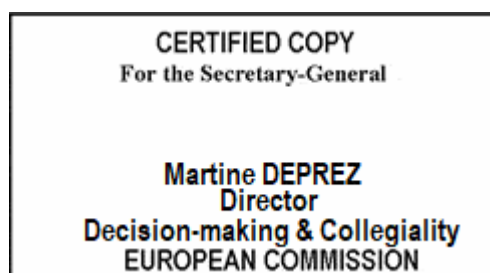 CERTIFIED COPY
For the Secretary-General
Martine DEPREZ
Director
Decision-making & Collegiality
EUROPEAN COMMISSION